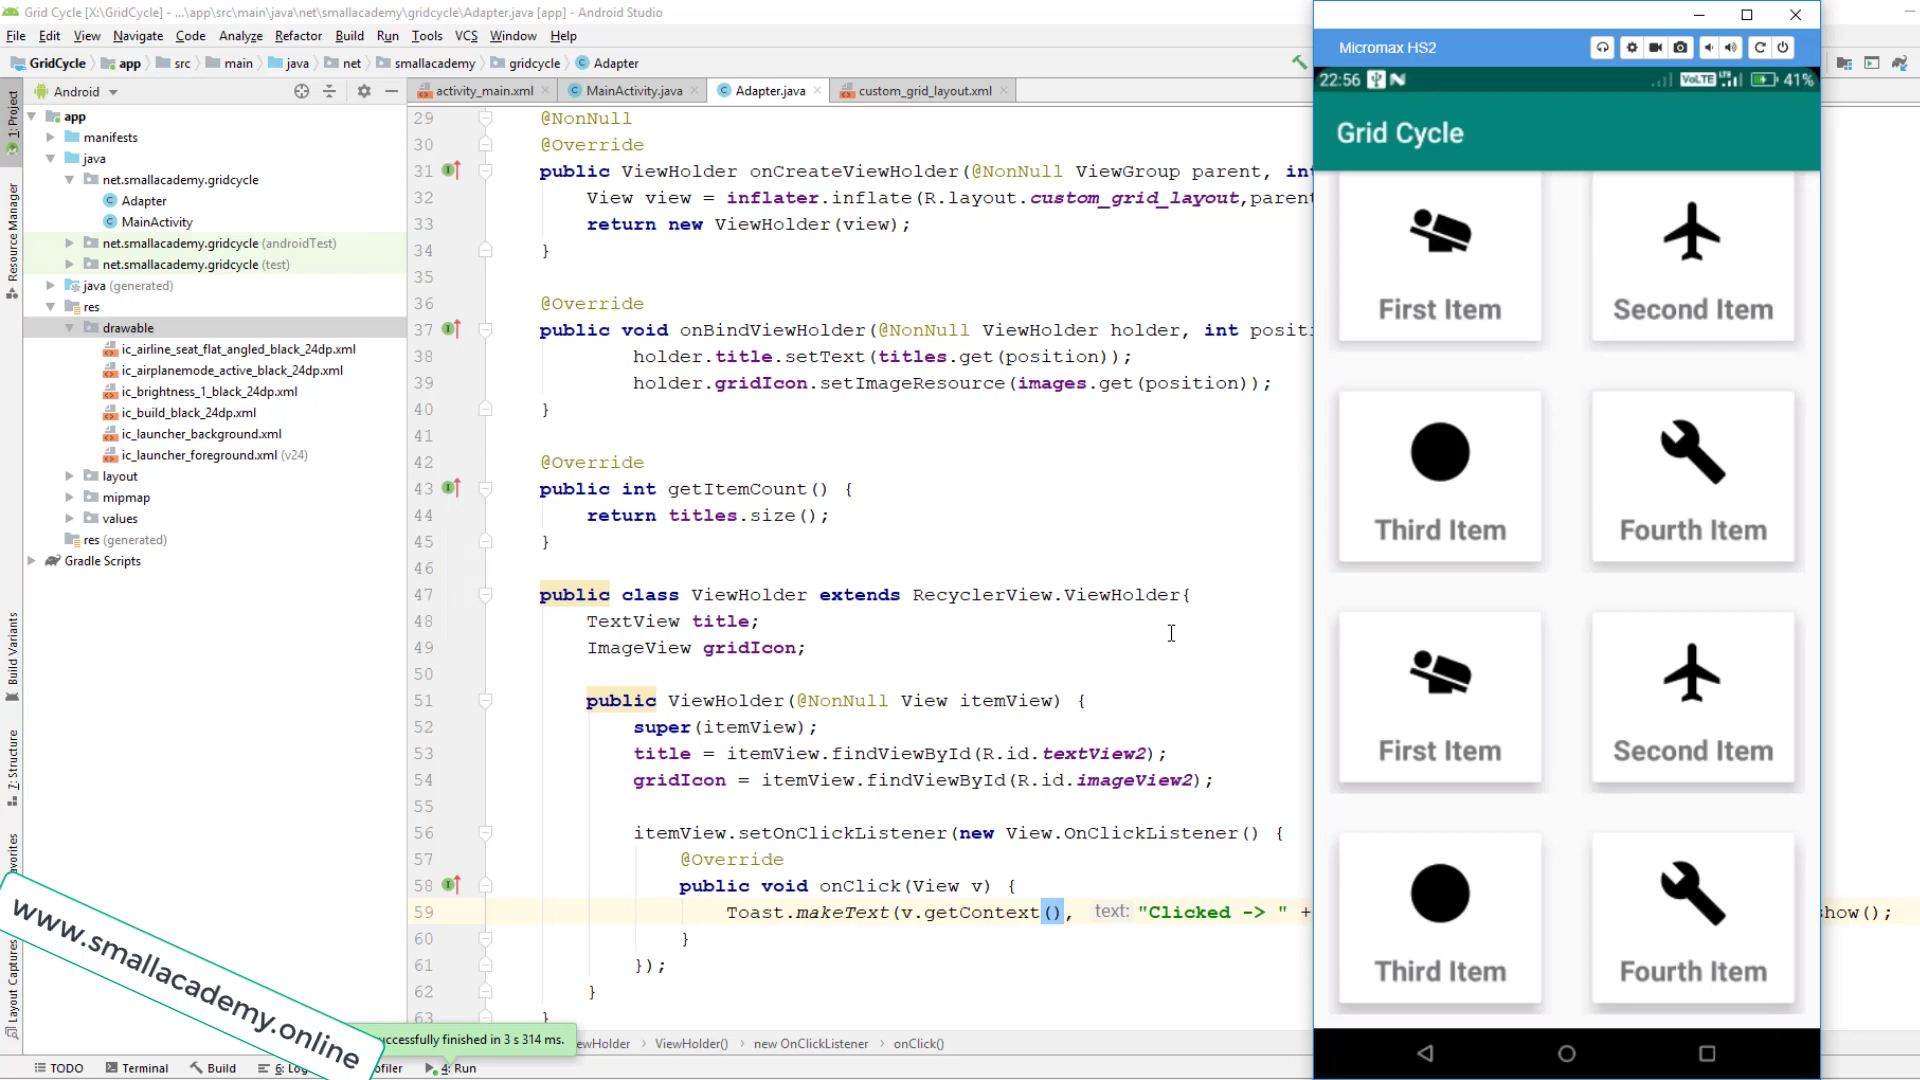 Grid Cycle [X:\GridCycle] - ...\app\src\main\java\net\smallacademy\gridcycle\Adapter.java [app] - Android Studio
File Edit View Navigate Code Analyze Refactor Build Run Tools VCS Window Help
GridCycle app src main java net smallacademy gridcycle Adapter
Android
activity_main.xml MainActivity.java Adapter.java custom_grid_layout.xml
1: Project
Resource Manager
Build Variants
7: Structure
Layout Captures
app
manifests
java
net.smallacademy.gridcycle
Adapter
MainActivity
net.smallacademy.gridcycle (androidTest)
net.smallacademy.gridcycle (test)
java (generated)
res
drawable
ic_airline_seat_flat_angled_black_24dp.xml
ic_airplanemode_active_black_24dp.xml
ic_brightness_1_black_24dp.xml
ic_build_black_24dp.xml
ic_launcher_background.xml
ic_launcher_foreground.xml (v24)
layout
mipmap
values
res (generated)
Gradle Scripts
29 @NonNull
30 @Override
31 public ViewHolder onCreateViewHolder(@NonNull ViewGroup parent, int
32 View view = inflater.inflate(R.layout.custom_grid_layout,parent
33 return new ViewHolder(view);
34 }
35
36 @Override
37 public void onBindViewHolder(@NonNull ViewHolder holder, int positi
38 holder.title.setText(titles.get(position));
39 holder.gridIcon.setImageResource(images.get(position));
40 }
41
42 @Override
43 public int getItemCount() {
44 return titles.size();
45 }
46
47 public class ViewHolder extends RecyclerView.ViewHolder{
48 TextView title;
49 ImageView gridIcon;
50
51 public ViewHolder(@NonNull View itemView) {
52 super(itemView);
53 title = itemView.findViewById(R.id.textView2);
54 gridIcon = itemView.findViewById(R.id.imageView2);
55
56 itemView.setOnClickListener(new View.OnClickListener() {
57 @Override
58 public void onClick(View v) {
59 Toast.makeText(v.getContext(), text: "Clicked -> " + show();
60 }
61 });
62 }
63 }
ViewHolder() new OnClickListener onClick()
uccessfully finished in 3 s 314 ms.
TODO Terminal Build 4: Run
www.smallacademy.online
Micromax HS2
22:56 VoLTE 41%
Grid Cycle
First Item Second Item
Third Item Fourth Item
First Item Second Item
Third Item Fourth Item